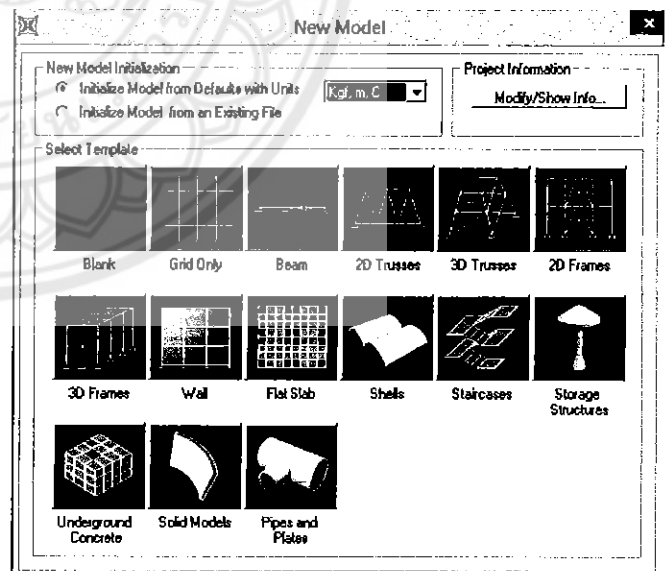 New Model
New Model Initialization
Initialize Model from Defaults with Units
Kgf, m, C
Initialize Model from an Existing File
Project Information
Modify/Show Info...
Select Template
Blank
Grid Only
Beam
2D Trusses
3D Trusses
2D Frames
3D Frames
Wall
Flat Slab
Shells
Staircases
Storage
Structures
Underground
Concrete
Solid Models
Pipes and
Plates